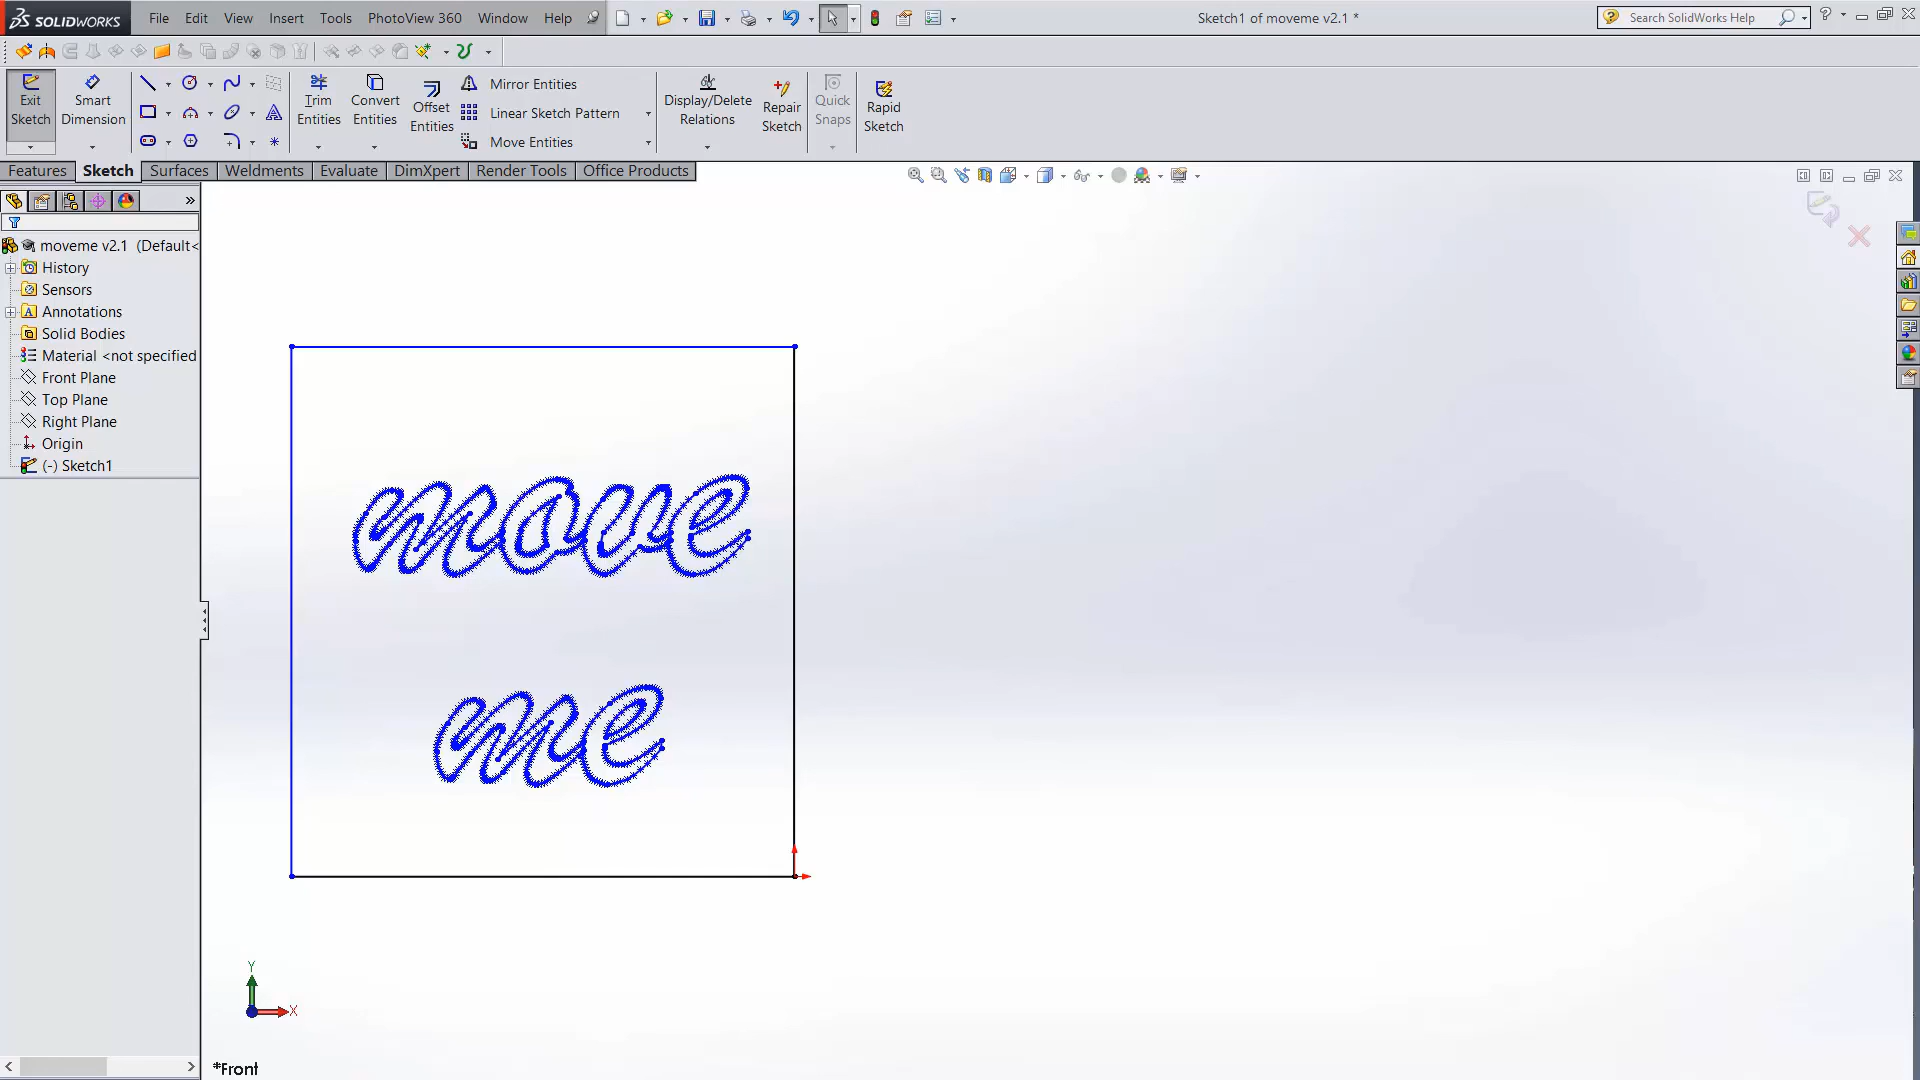 SOLIDWORKS File Edit View Insert Tools PhotoView 360 Window Help Sketch1 of moveme v2.1 * Search SolidWorks Help
Exit Sketch
Smart Dimension
Trim Entities
Convert Entities
Offset Entities
Mirror Entities
Linear Sketch Pattern
Move Entities
Display/Delete Relations
Repair Sketch
Quick Snaps
Rapid Sketch
Features Sketch Surfaces Weldments Evaluate DimXpert Render Tools Office Products
moveme v2.1 (Default<
History
Sensors
Annotations
Solid Bodies
Material <not specified
Front Plane
Top Plane
Right Plane
Origin
(-) Sketch1
move
me
Y
X
*Front